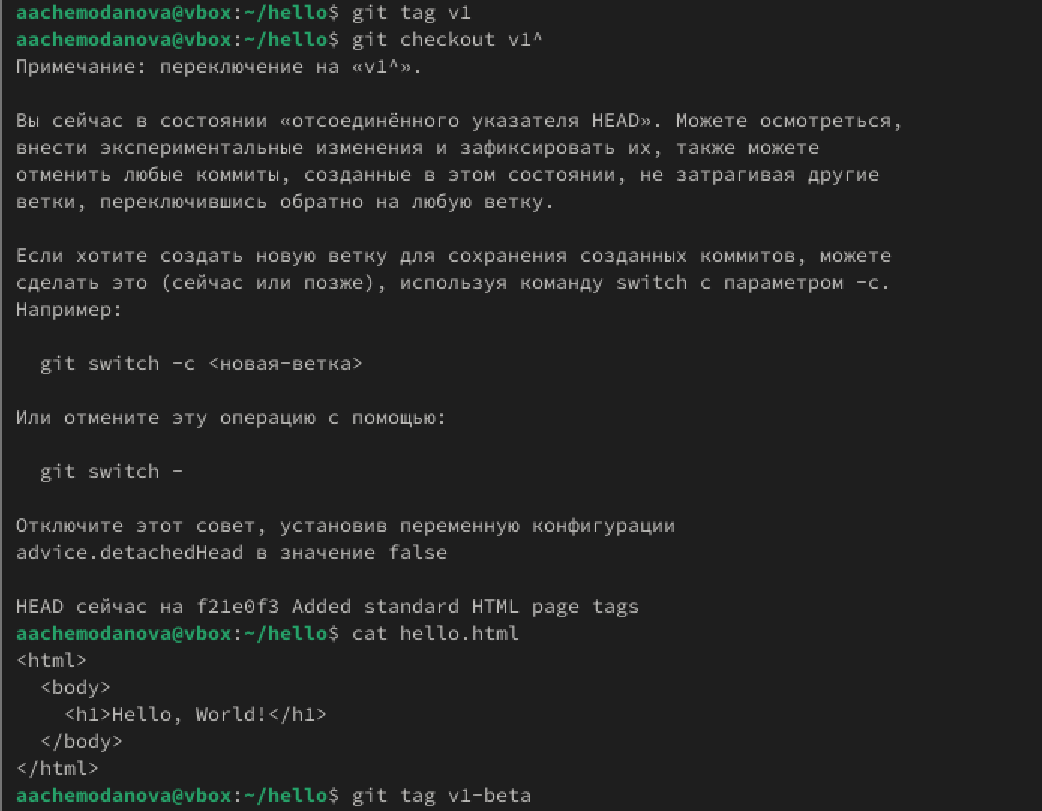 aachemodanova@vbox:~/hello$ git tag v1
aachemodanova@vbox:~/hello$ git checkout v1^
Примечание: переключение на «v1^».

Вы сейчас в состоянии «отсоединённого указателя HEAD». Можете осмотреться,
внести экспериментальные изменения и зафиксировать их, также можете
отменить любые коммиты, созданные в этом состоянии, не затрагивая другие
ветки, переключившись обратно на любую ветку.

Если хотите создать новую ветку для сохранения созданных коммитов, можете
сделать это (сейчас или позже), используя команду switch с параметром -c.
Например:

  git switch -c <новая-ветка>

Или отмените эту операцию с помощью:

  git switch -

Отключите этот совет, установив переменную конфигурации
advice.detachedHead в значение false

HEAD сейчас на f21e0f3 Added standard HTML page tags
aachemodanova@vbox:~/hello$ cat hello.html
<html>
  <body>
    <h1>Hello, World!</h1>
  </body>
</html>
aachemodanova@vbox:~/hello$ git tag v1-beta